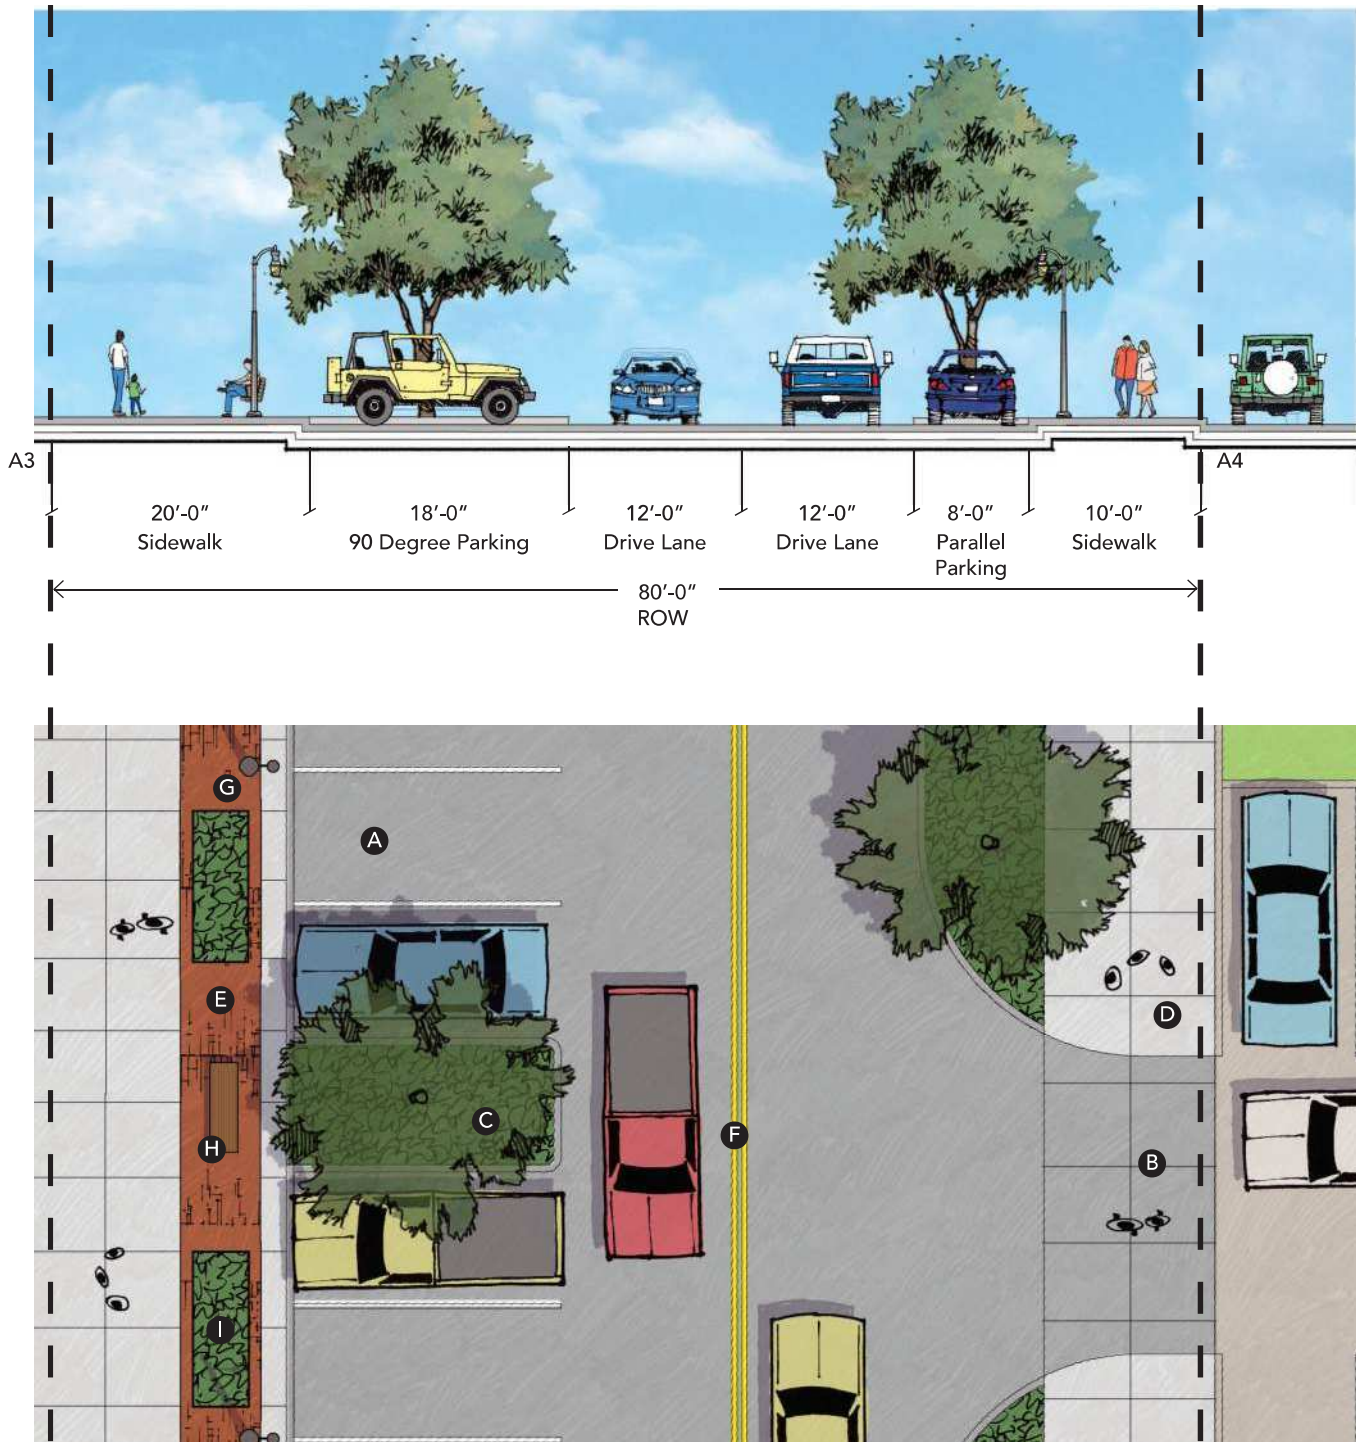 A3
A4
20'-0" 18'-0" 12'-0" 12'-0" 8'-0" 10'-0"
Sidewalk 90 Degree Parking Drive Lane Drive Lane Parallel Sidewalk
Parking
80'-0"
ROW
G
A
E
D
C
F
H
B
I